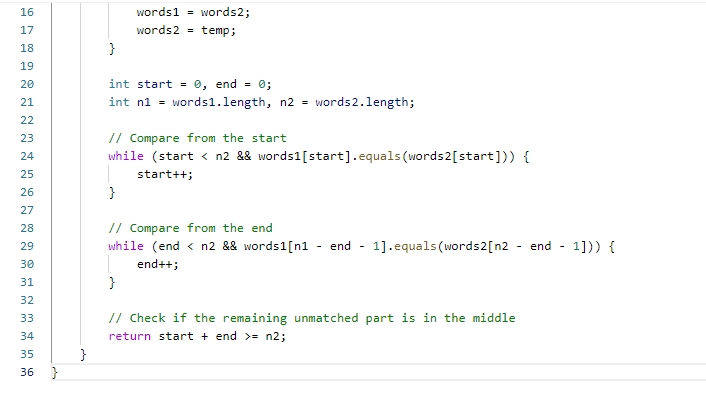 16 words1 = words2;
17 words2 = temp;
18 }
19
20 int start = 0, end = 0;
21 int n1 = words1.length, n2 = words2.length;
22
23 // Compare from the start
24 while (start < n2 && words1[start].equals(words2[start])) {
25 start++;
26 }
27
28 // Compare from the end
29 while (end < n2 && words1[n1 - end - 1].equals(words2[n2 - end - 1])) {
30 end++;
31 }
32
33 // Check if the remaining unmatched part is in the middle
34 return start + end >= n2;
35 }
36 }